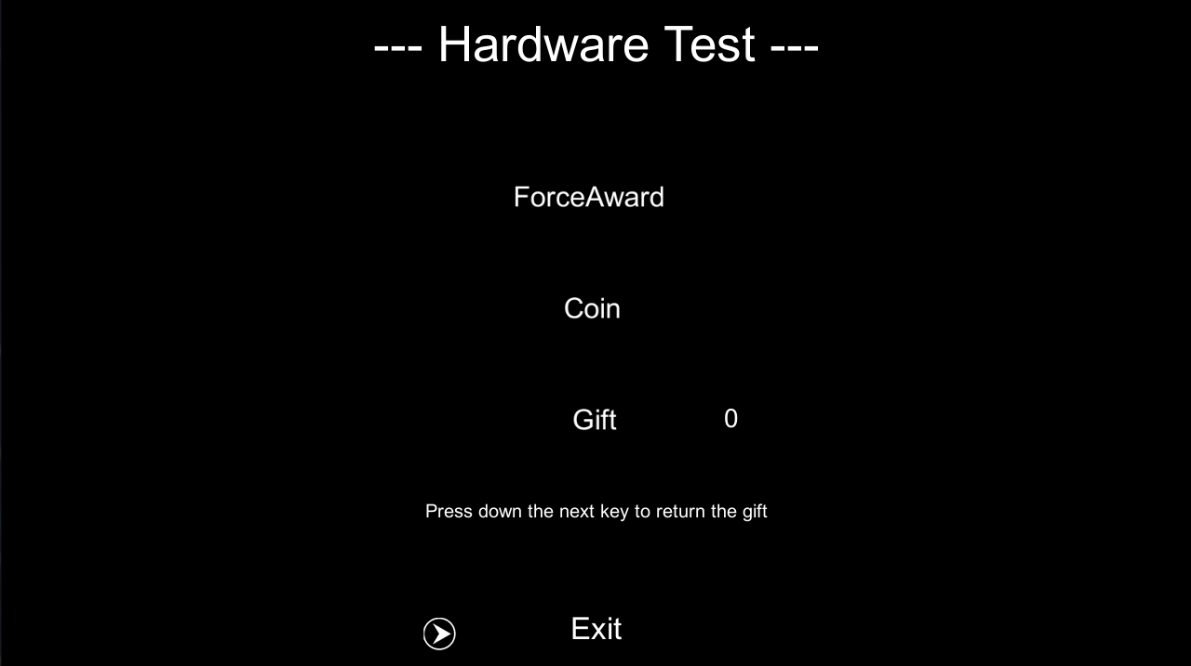 --- Hardware Test ---
ForceAward
Coin
Gift 0
Press down the next key to return the gift
Exit